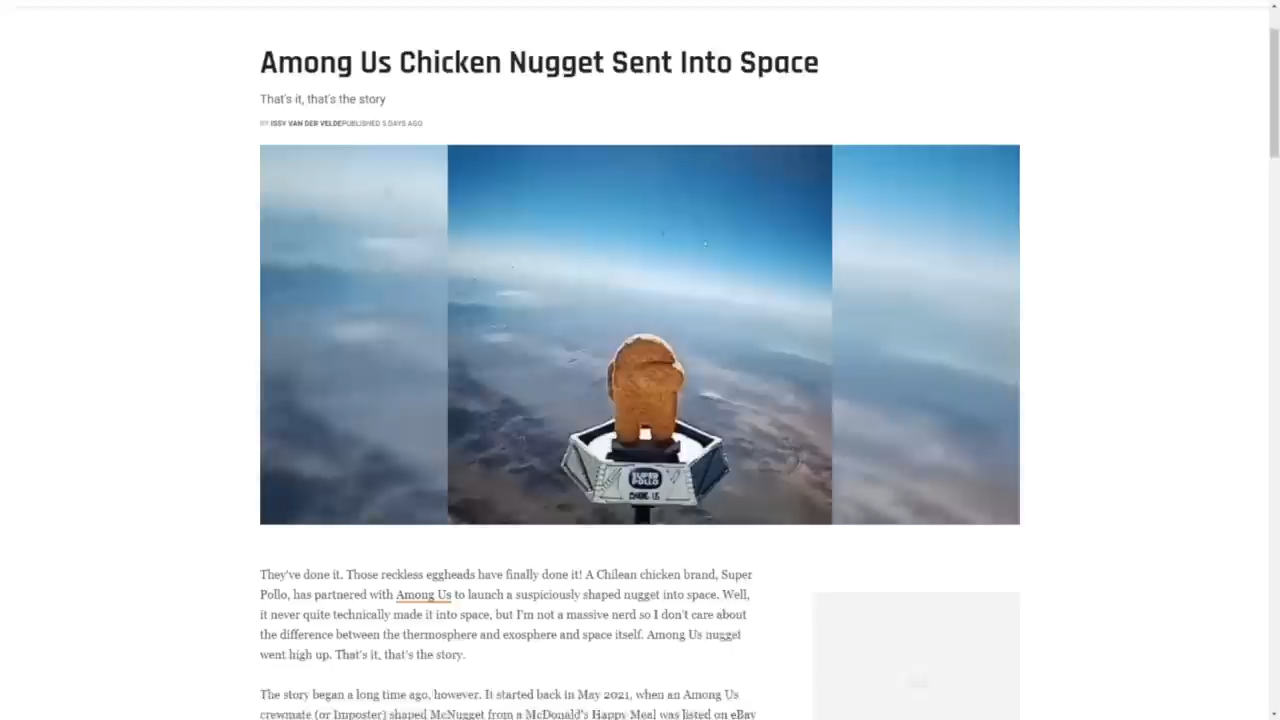 Among Us Chicken Nugget Sent Into Space
That's it, that's the story
BY ISSY VAN DER VELDEPUBLISHED 5 DAYS AGO
SUPER
POLLO
AMONG US
They've done it. Those reckless eggheads have finally done it! A Chilean chicken brand, Super
Pollo, has partnered with Among Us to launch a suspiciously shaped nugget into space. Well,
it never quite technically made it into space, but I'm not a massive nerd so I don't care about
the difference between the thermosphere and exosphere and space itself. Among Us nugget
went high up. That's it, that's the story.
The story began a long time ago, however. It started back in May 2021, when an Among Us
crewmate (or Imposter) shaped McNugget from a McDonald's Happy Meal was listed on eBay